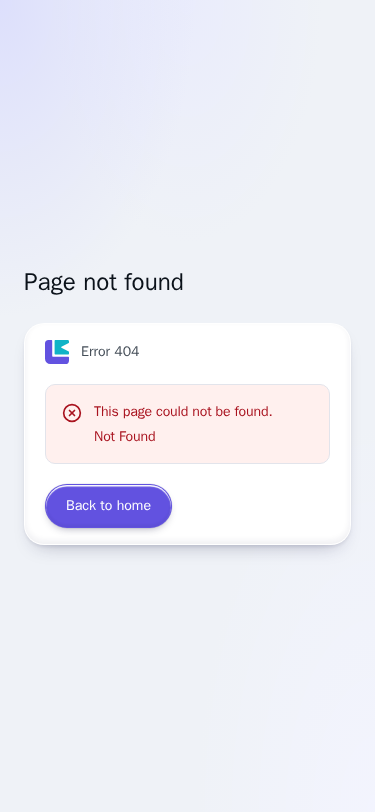 Page not found
Error 404
This page could not be found.
Not Found
Back to home